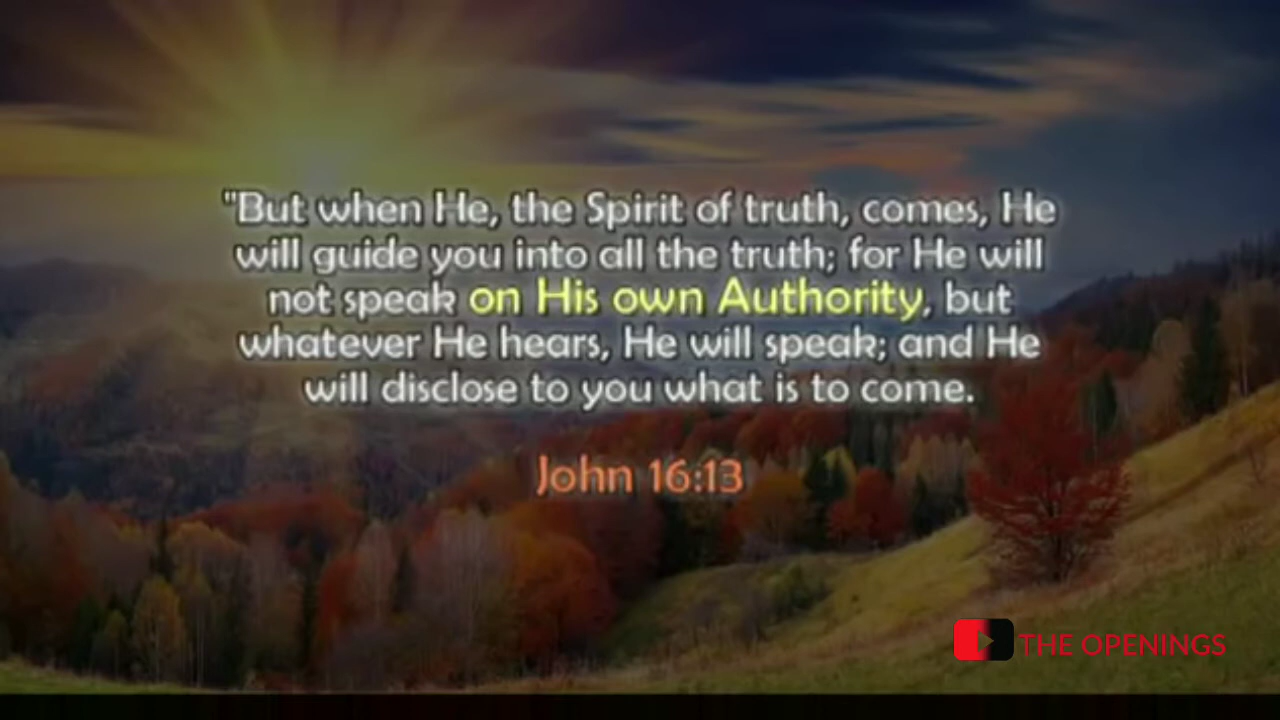 "But when He, the Spirit of truth, comes, He
will guide you into all the truth; for He will
not speak on His own Authority, but
whatever He hears, He will speak; and He
will disclose to you what is to come.
John 16:13
THE OPENINGS